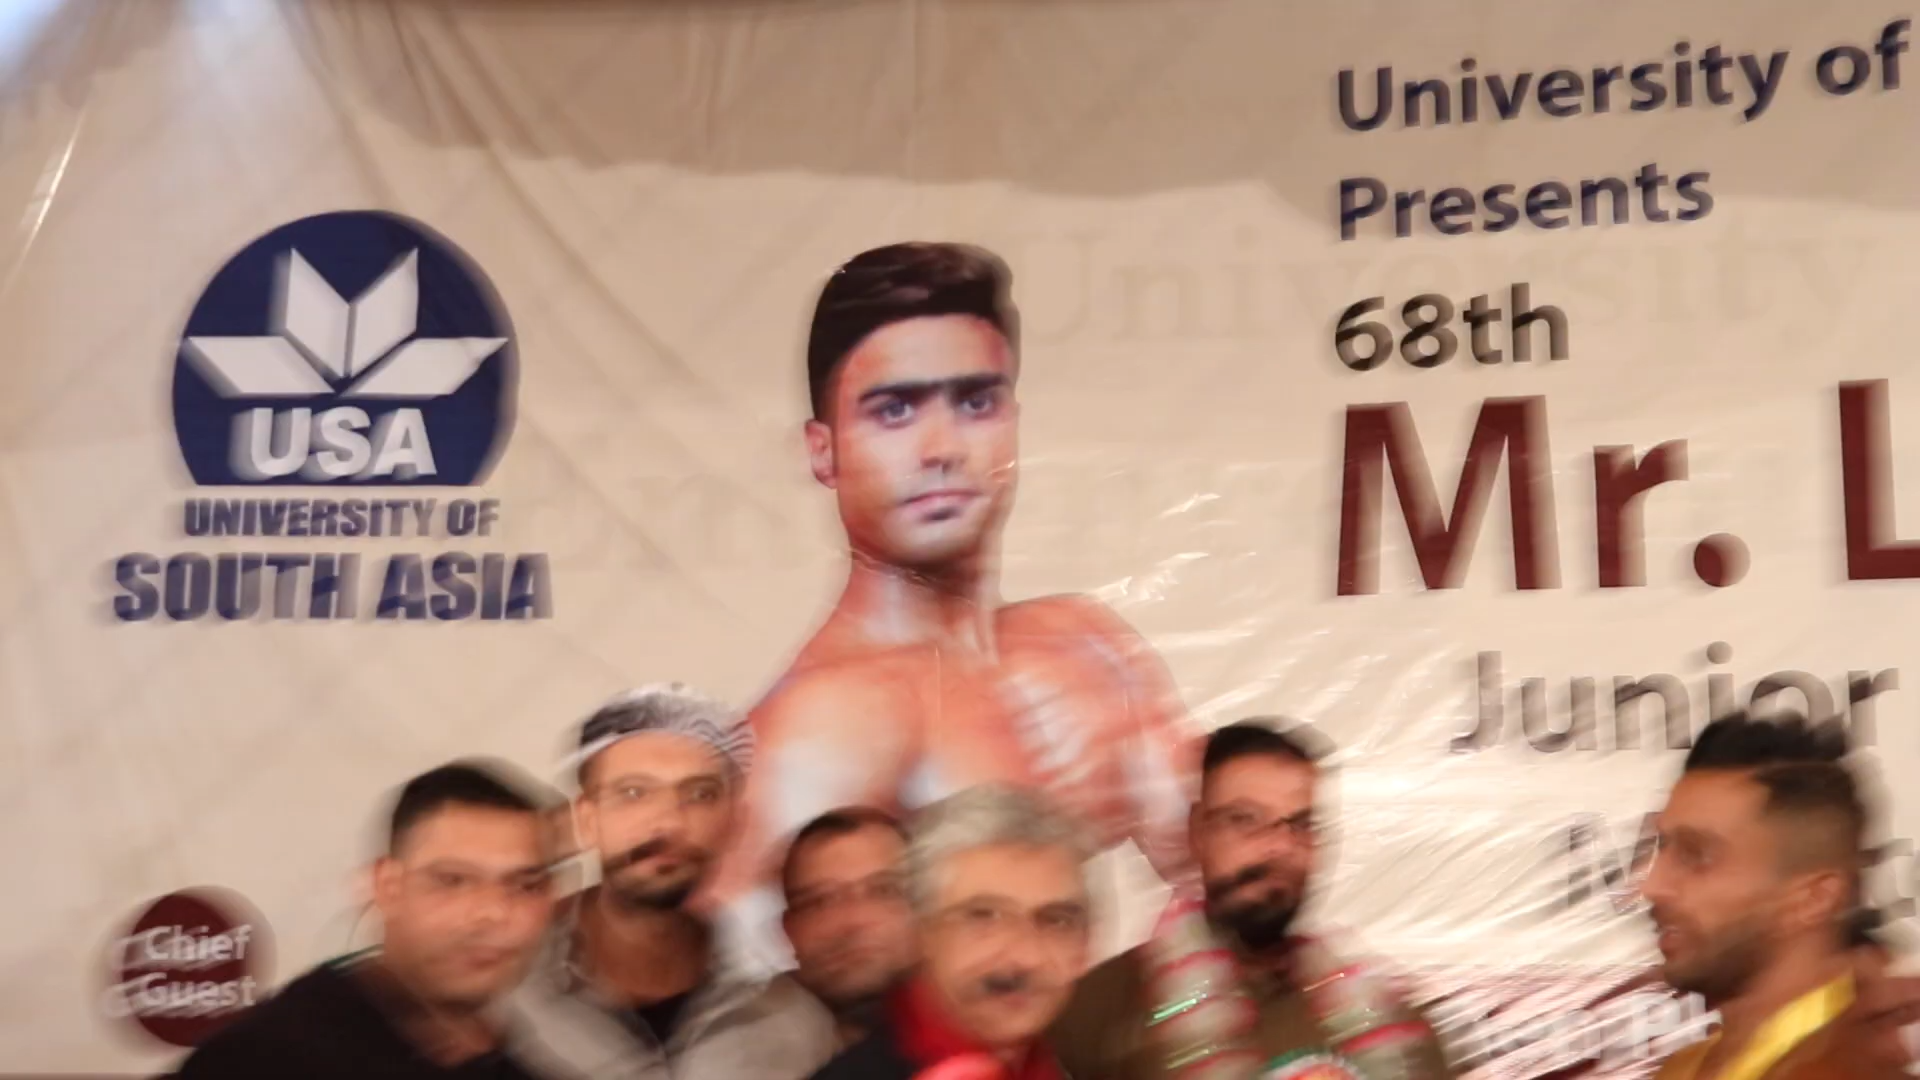 USA
UNIVERSITY OF
SOUTH ASIA
University of
Presents
68th
Mr. L
Junior
Chief
Guest